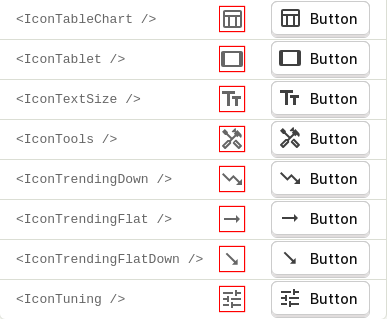 <IconTableChart /> Button
<IconTablet /> Button
<IconTextSize /> Button
<IconTools /> Button
<IconTrendingDown /> Button
<IconTrendingFlat /> Button
<IconTrendingFlatDown /> Button
<IconTuning /> Button